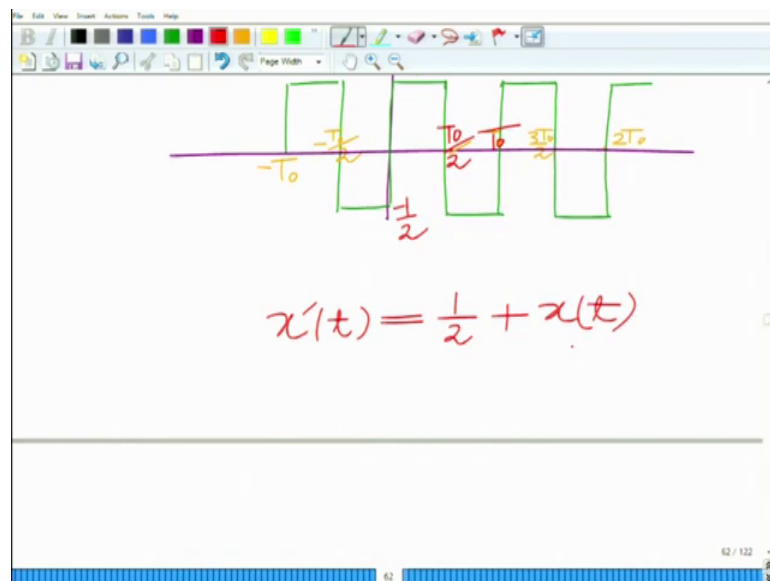 File Edit View Insert Actions Tools Help
B I
Page Width
-T₀ -T₀/2 T₀/2 T₀ 3T₀/2 2T₀
-1/2
x'(t) = 1/2 + x(t)
62 / 122
62